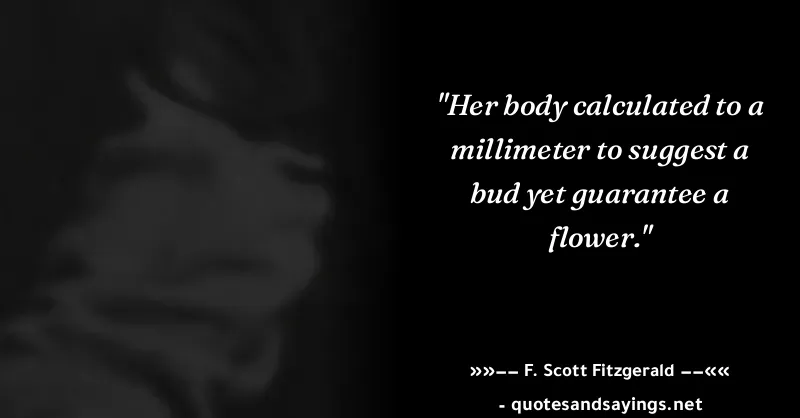 "Her body calculated to a
millimeter to suggest a
bud yet guarantee a
flower."
»»–– F. Scott Fitzgerald ––««
- quotesandsayings.net